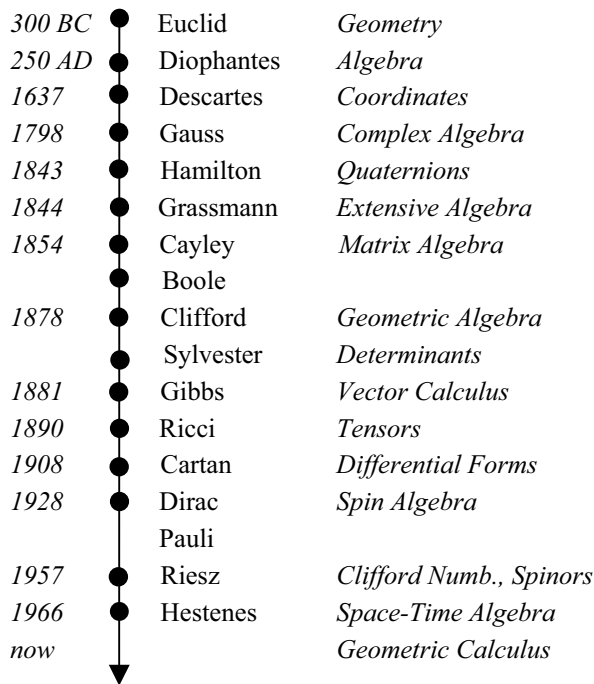 300 BC Euclid Geometry
250 AD Diophantes Algebra
1637 Descartes Coordinates
1798 Gauss Complex Algebra
1843 Hamilton Quaternions
1844 Grassmann Extensive Algebra
1854 Cayley Matrix Algebra
Boole
1878 Clifford Geometric Algebra
Sylvester Determinants
1881 Gibbs Vector Calculus
1890 Ricci Tensors
1908 Cartan Differential Forms
1928 Dirac Spin Algebra
Pauli
1957 Riesz Clifford Numb., Spinors
1966 Hestenes Space-Time Algebra
now Geometric Calculus